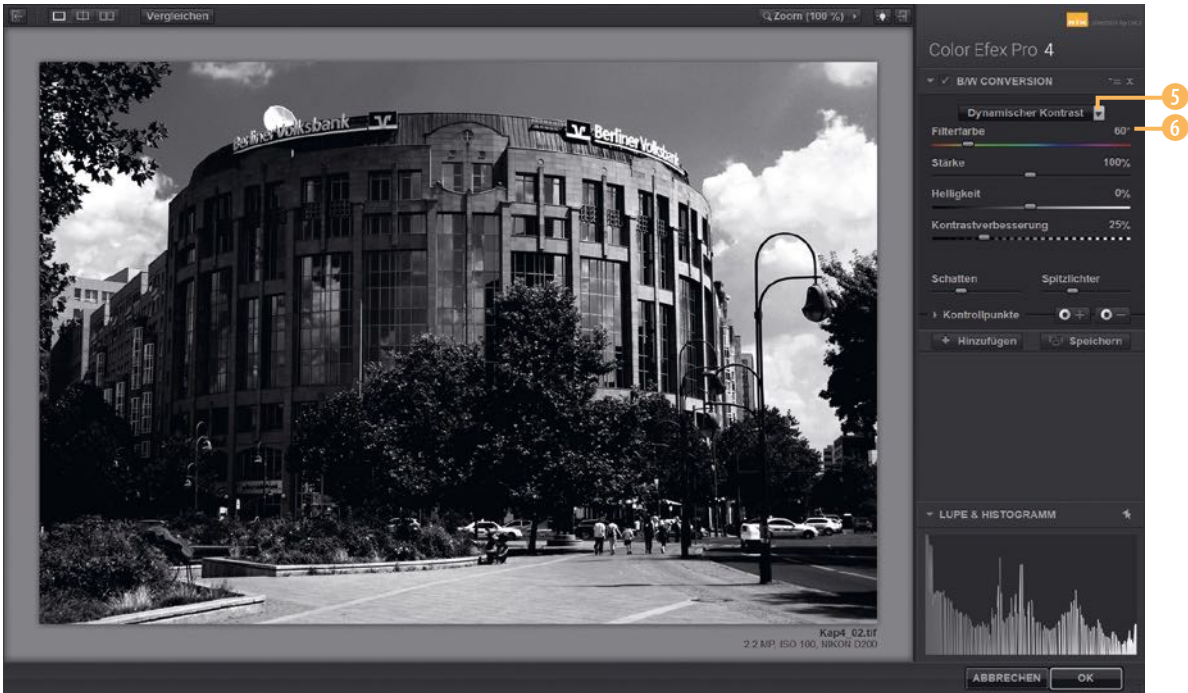 Vergleichen
Zoom (100 %)
nik
Color Efex Pro 4
B/W CONVERSION
Dynamischer Kontrast
5
Filterfarbe 60°
6
Stärke 100%
Helligkeit 0%
Kontrastverbesserung 25%
Schatten Spitzlichter
Kontrollpunkte + −
+ Hinzufügen Speichern
Berliner Volksbank
Berliner Volksbank
LUPE & HISTOGRAMM
Kap4_02.tif
2.2 MP, ISO 100, NIKON D200
ABBRECHEN OK